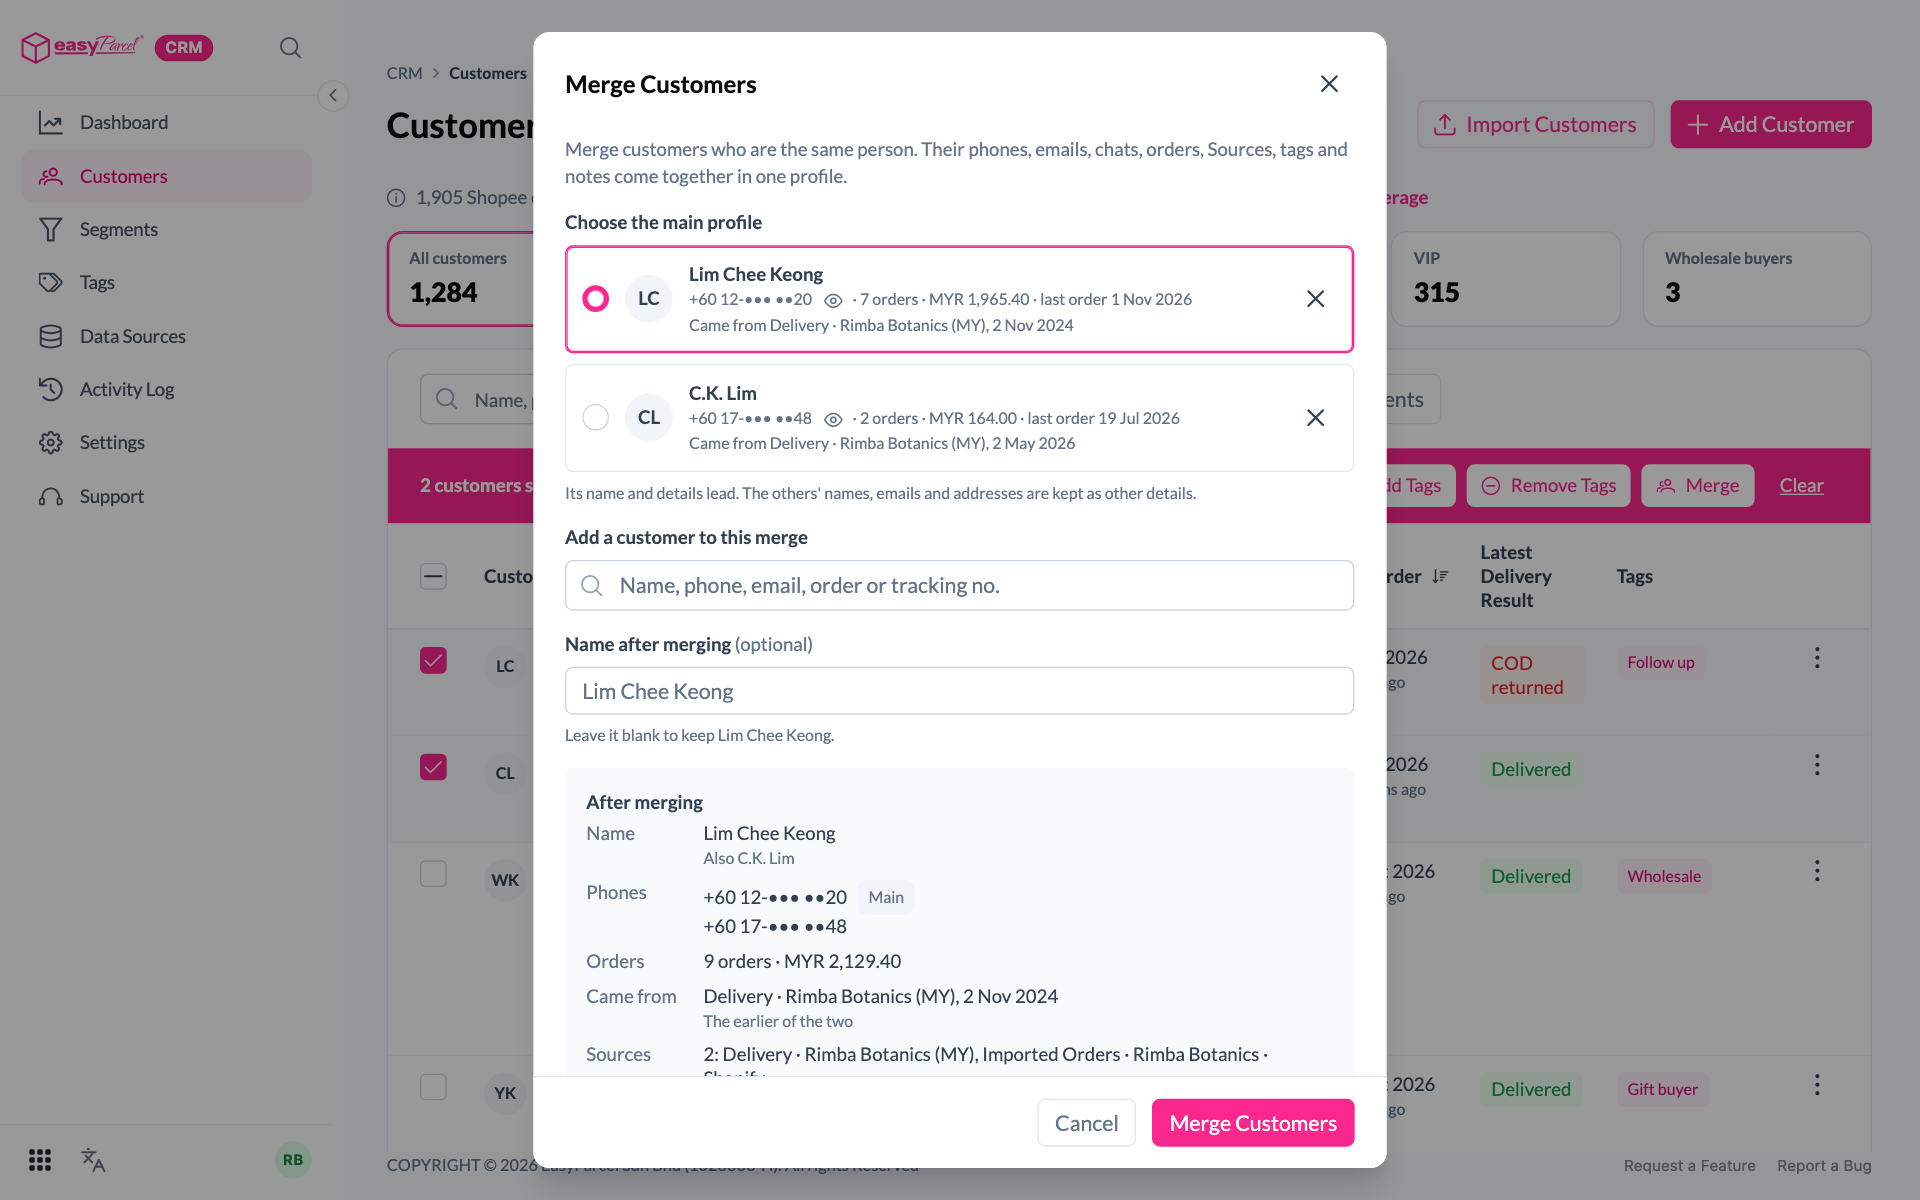 easyParcel CRM
Dashboard
Customers
Segments
Tags
Data Sources
Activity Log
Settings
Support
RB
CRM > Customers
Import Customers
Add Customer
1,905 Shopee
All customers
1,284
VIP
315
Wholesale buyers
3
Name,
2 customers
Remove Tags
Merge
Clear
Latest
Delivery
Result
Tags
LC
2026
COD
returned
Follow up
CL
2026
ago
Delivered
WK
2026
Delivered
Wholesale
YK
2026
Delivered
Gift buyer
COPYRIGHT © 2026
Request a Feature
Report a Bug
Merge Customers
Merge customers who are the same person. Their phones, emails, chats, orders, Sources, tags and
notes come together in one profile.
Choose the main profile
LC
Lim Chee Keong
+60 12-••• ••20 · 7 orders · MYR 1,965.40 · last order 1 Nov 2026
Came from Delivery · Rimba Botanics (MY), 2 Nov 2024
CL
C.K. Lim
+60 17-••• ••48 · 2 orders · MYR 164.00 · last order 19 Jul 2026
Came from Delivery · Rimba Botanics (MY), 2 May 2026
Its name and details lead. The others' names, emails and addresses are kept as other details.
Add a customer to this merge
Name, phone, email, order or tracking no.
Name after merging (optional)
Lim Chee Keong
Leave it blank to keep Lim Chee Keong.
After merging
Name Lim Chee Keong
Also C.K. Lim
Phones +60 12-••• ••20 Main
+60 17-••• ••48
Orders 9 orders · MYR 2,129.40
Came from Delivery · Rimba Botanics (MY), 2 Nov 2024
The earlier of the two
Sources 2: Delivery · Rimba Botanics (MY), Imported Orders · Rimba Botanics ·
Cancel
Merge Customers